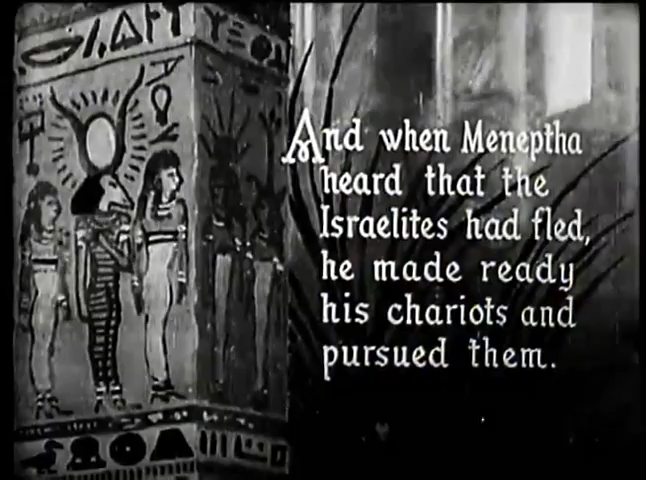 And when Meneptha
heard that the
Israelites had fled,
he made ready
his chariots and
pursued them.